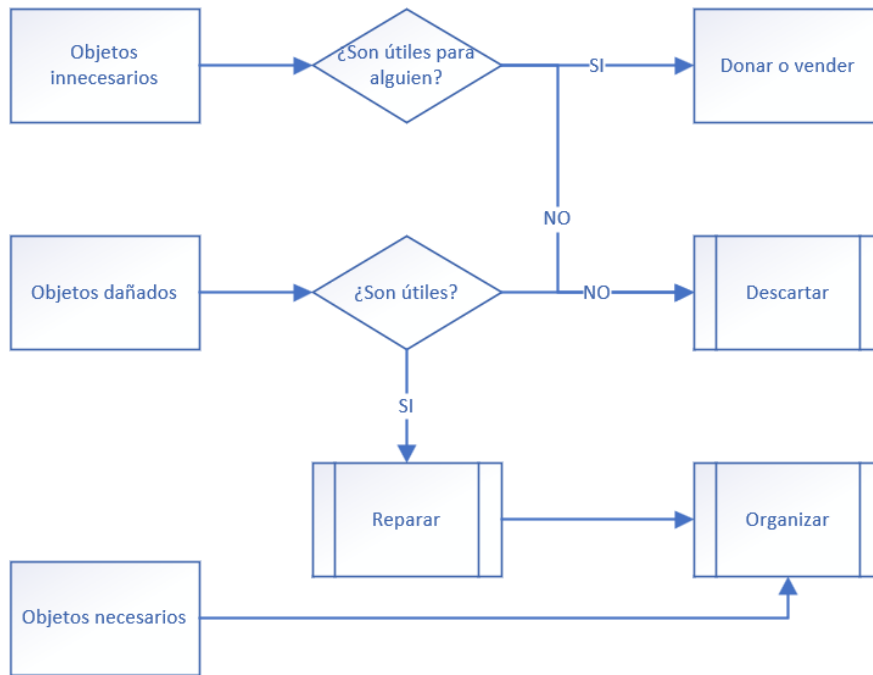 Objetos
innecesarios
¿Son útiles para
alguien?
SI
Donar o vender
NO
Objetos dañados
¿Son útiles?
NO
Descartar
SI
Reparar
Organizar
Objetos necesarios